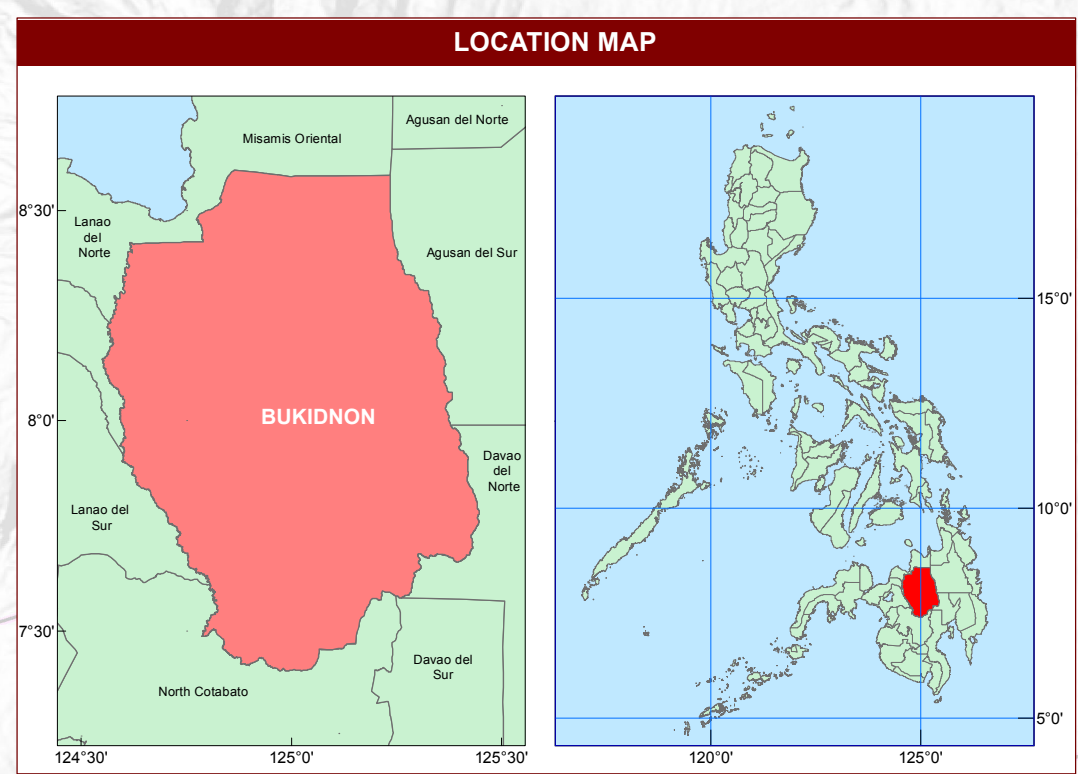 LOCATION MAP
Misamis Oriental
Agusan del Norte
8°30'
Lanao
del
Norte
Agusan del Sur
8°0'
BUKIDNON
Davao
del
Norte
Lanao del
Sur
7°30'
Davao del
Sur
North Cotabato
124°30'
125°0'
125°30'
15°0'
10°0'
5°0'
120°0'
125°0'